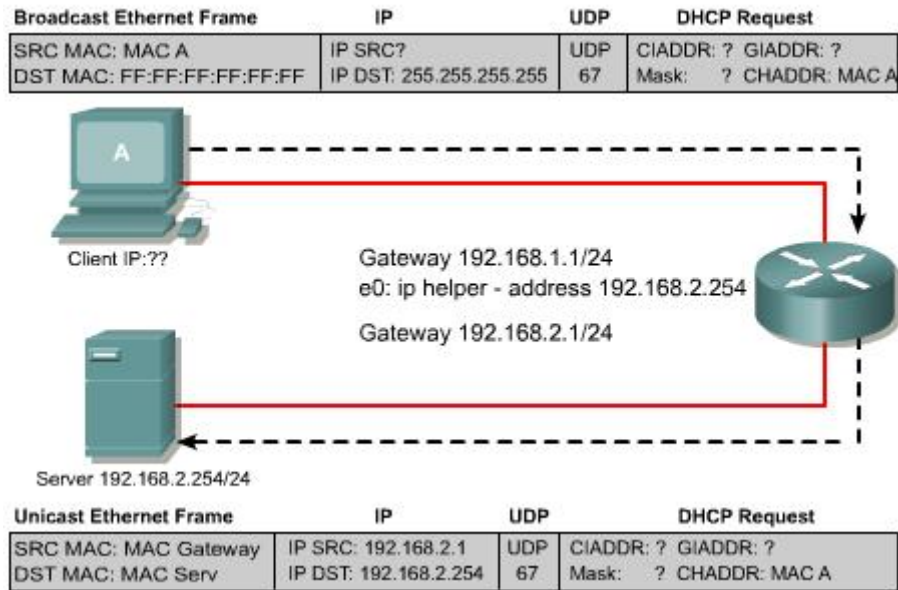 Broadcast Ethernet Frame IP UDP DHCP Request
SRC MAC: MAC A IP SRC? UDP CIADDR: ? GIADDR: ?
DST MAC: FF:FF:FF:FF:FF:FF IP DST: 255.255.255.255 67 Mask: ? CHADDR: MAC A
A
Client IP:??
Gateway 192.168.1.1/24
e0: ip helper - address 192.168.2.254
Gateway 192.168.2.1/24
Server 192.168.2.254/24
Unicast Ethernet Frame IP UDP DHCP Request
SRC MAC: MAC Gateway IP SRC: 192.168.2.1 UDP CIADDR: ? GIADDR: ?
DST MAC: MAC Serv IP DST: 192.168.2.254 67 Mask: ? CHADDR: MAC A